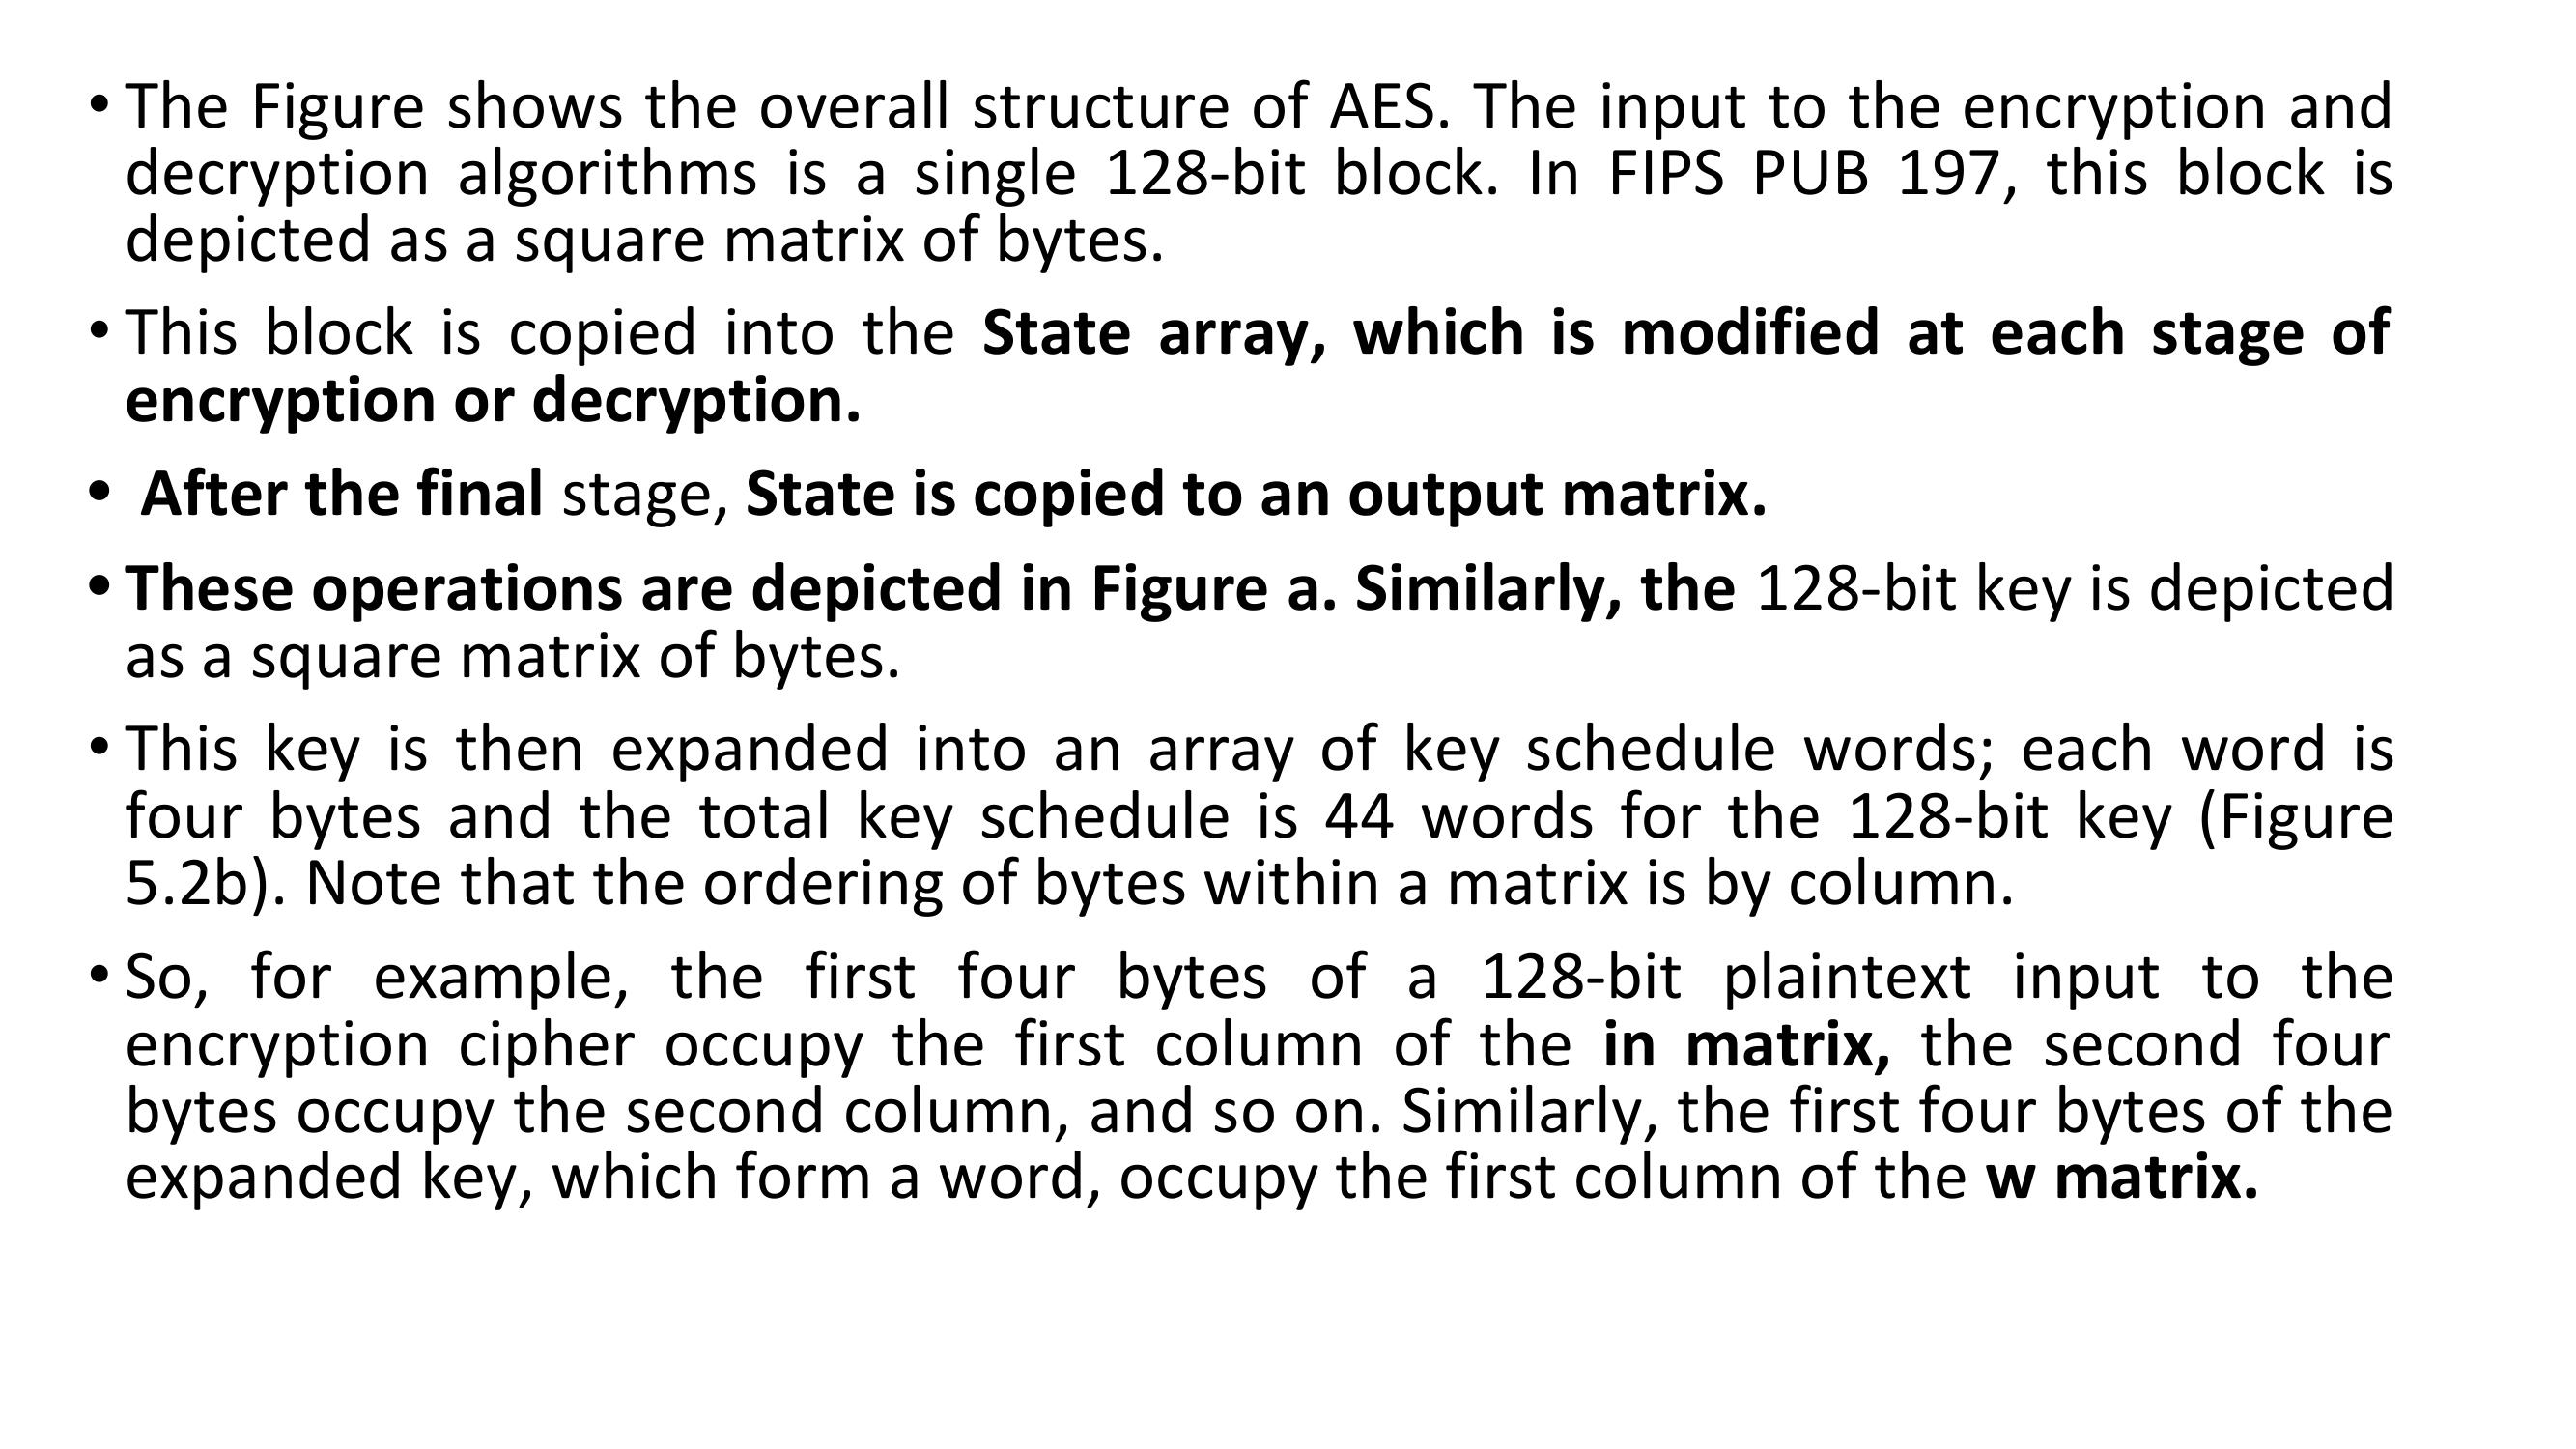 • The Figure shows the overall structure of AES. The input to the encryption and
decryption algorithms is a single 128-bit block. In FIPS PUB 197, this block is
depicted as a square matrix of bytes.
• This block is copied into the State array, which is modified at each stage of
encryption or decryption.
• After the final stage, State is copied to an output matrix.
• These operations are depicted in Figure a. Similarly, the 128-bit key is depicted
as a square matrix of bytes.
• This key is then expanded into an array of key schedule words; each word is
four bytes and the total key schedule is 44 words for the 128-bit key (Figure
5.2b). Note that the ordering of bytes within a matrix is by column.
• So, for example, the first four bytes of a 128-bit plaintext input to the
encryption cipher occupy the first column of the in matrix, the second four
bytes occupy the second column, and so on. Similarly, the first four bytes of the
expanded key, which form a word, occupy the first column of the w matrix.